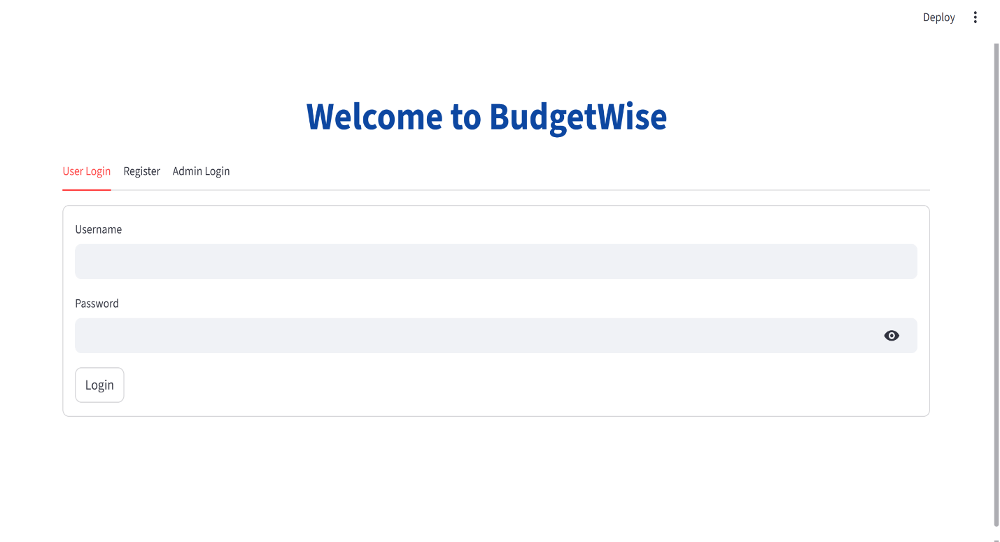 Deploy
Welcome to BudgetWise
User Login Register Admin Login
Username
Password
Login